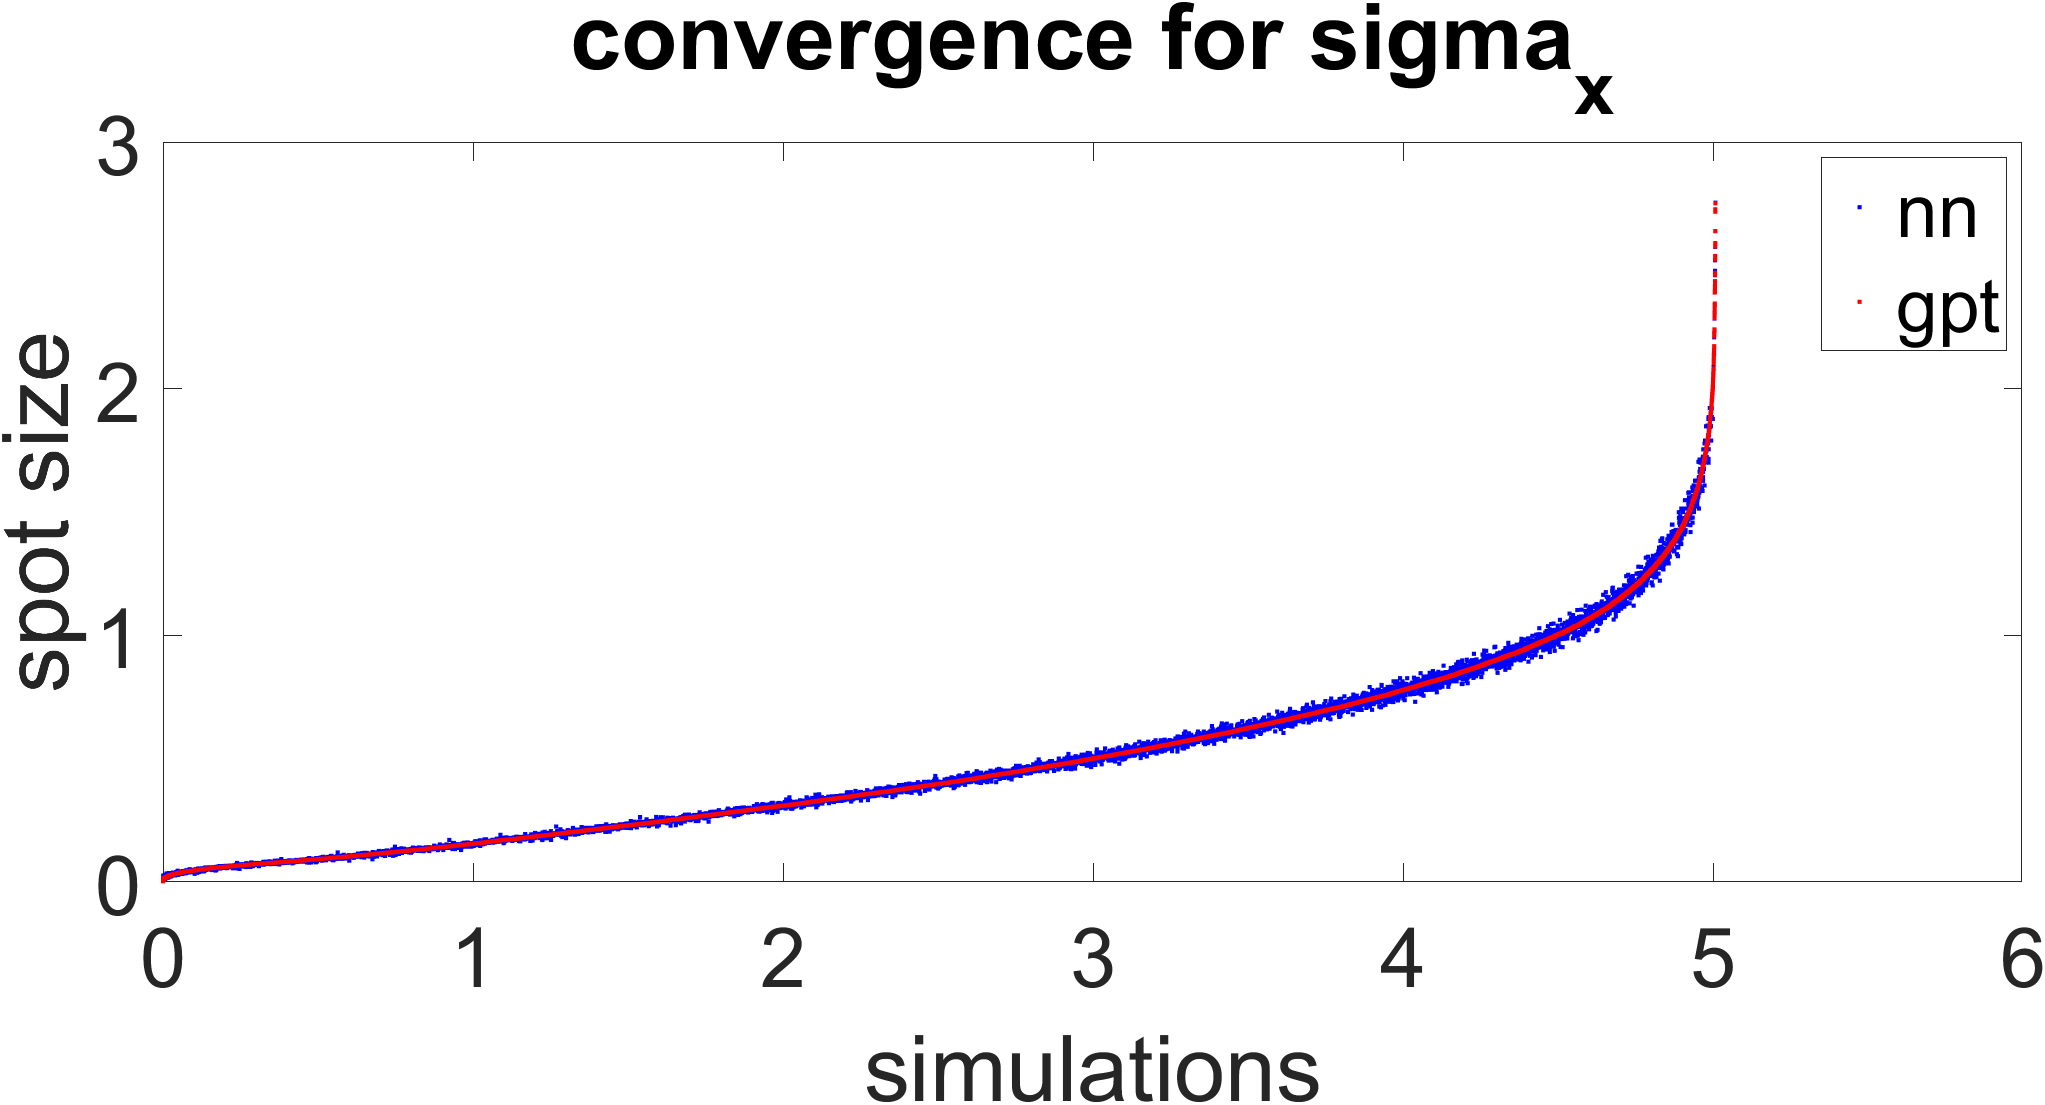 convergence for sigma_x
3
2
1
0
spot size
nn
gpt
0 1 2 3 4 5 6
simulations